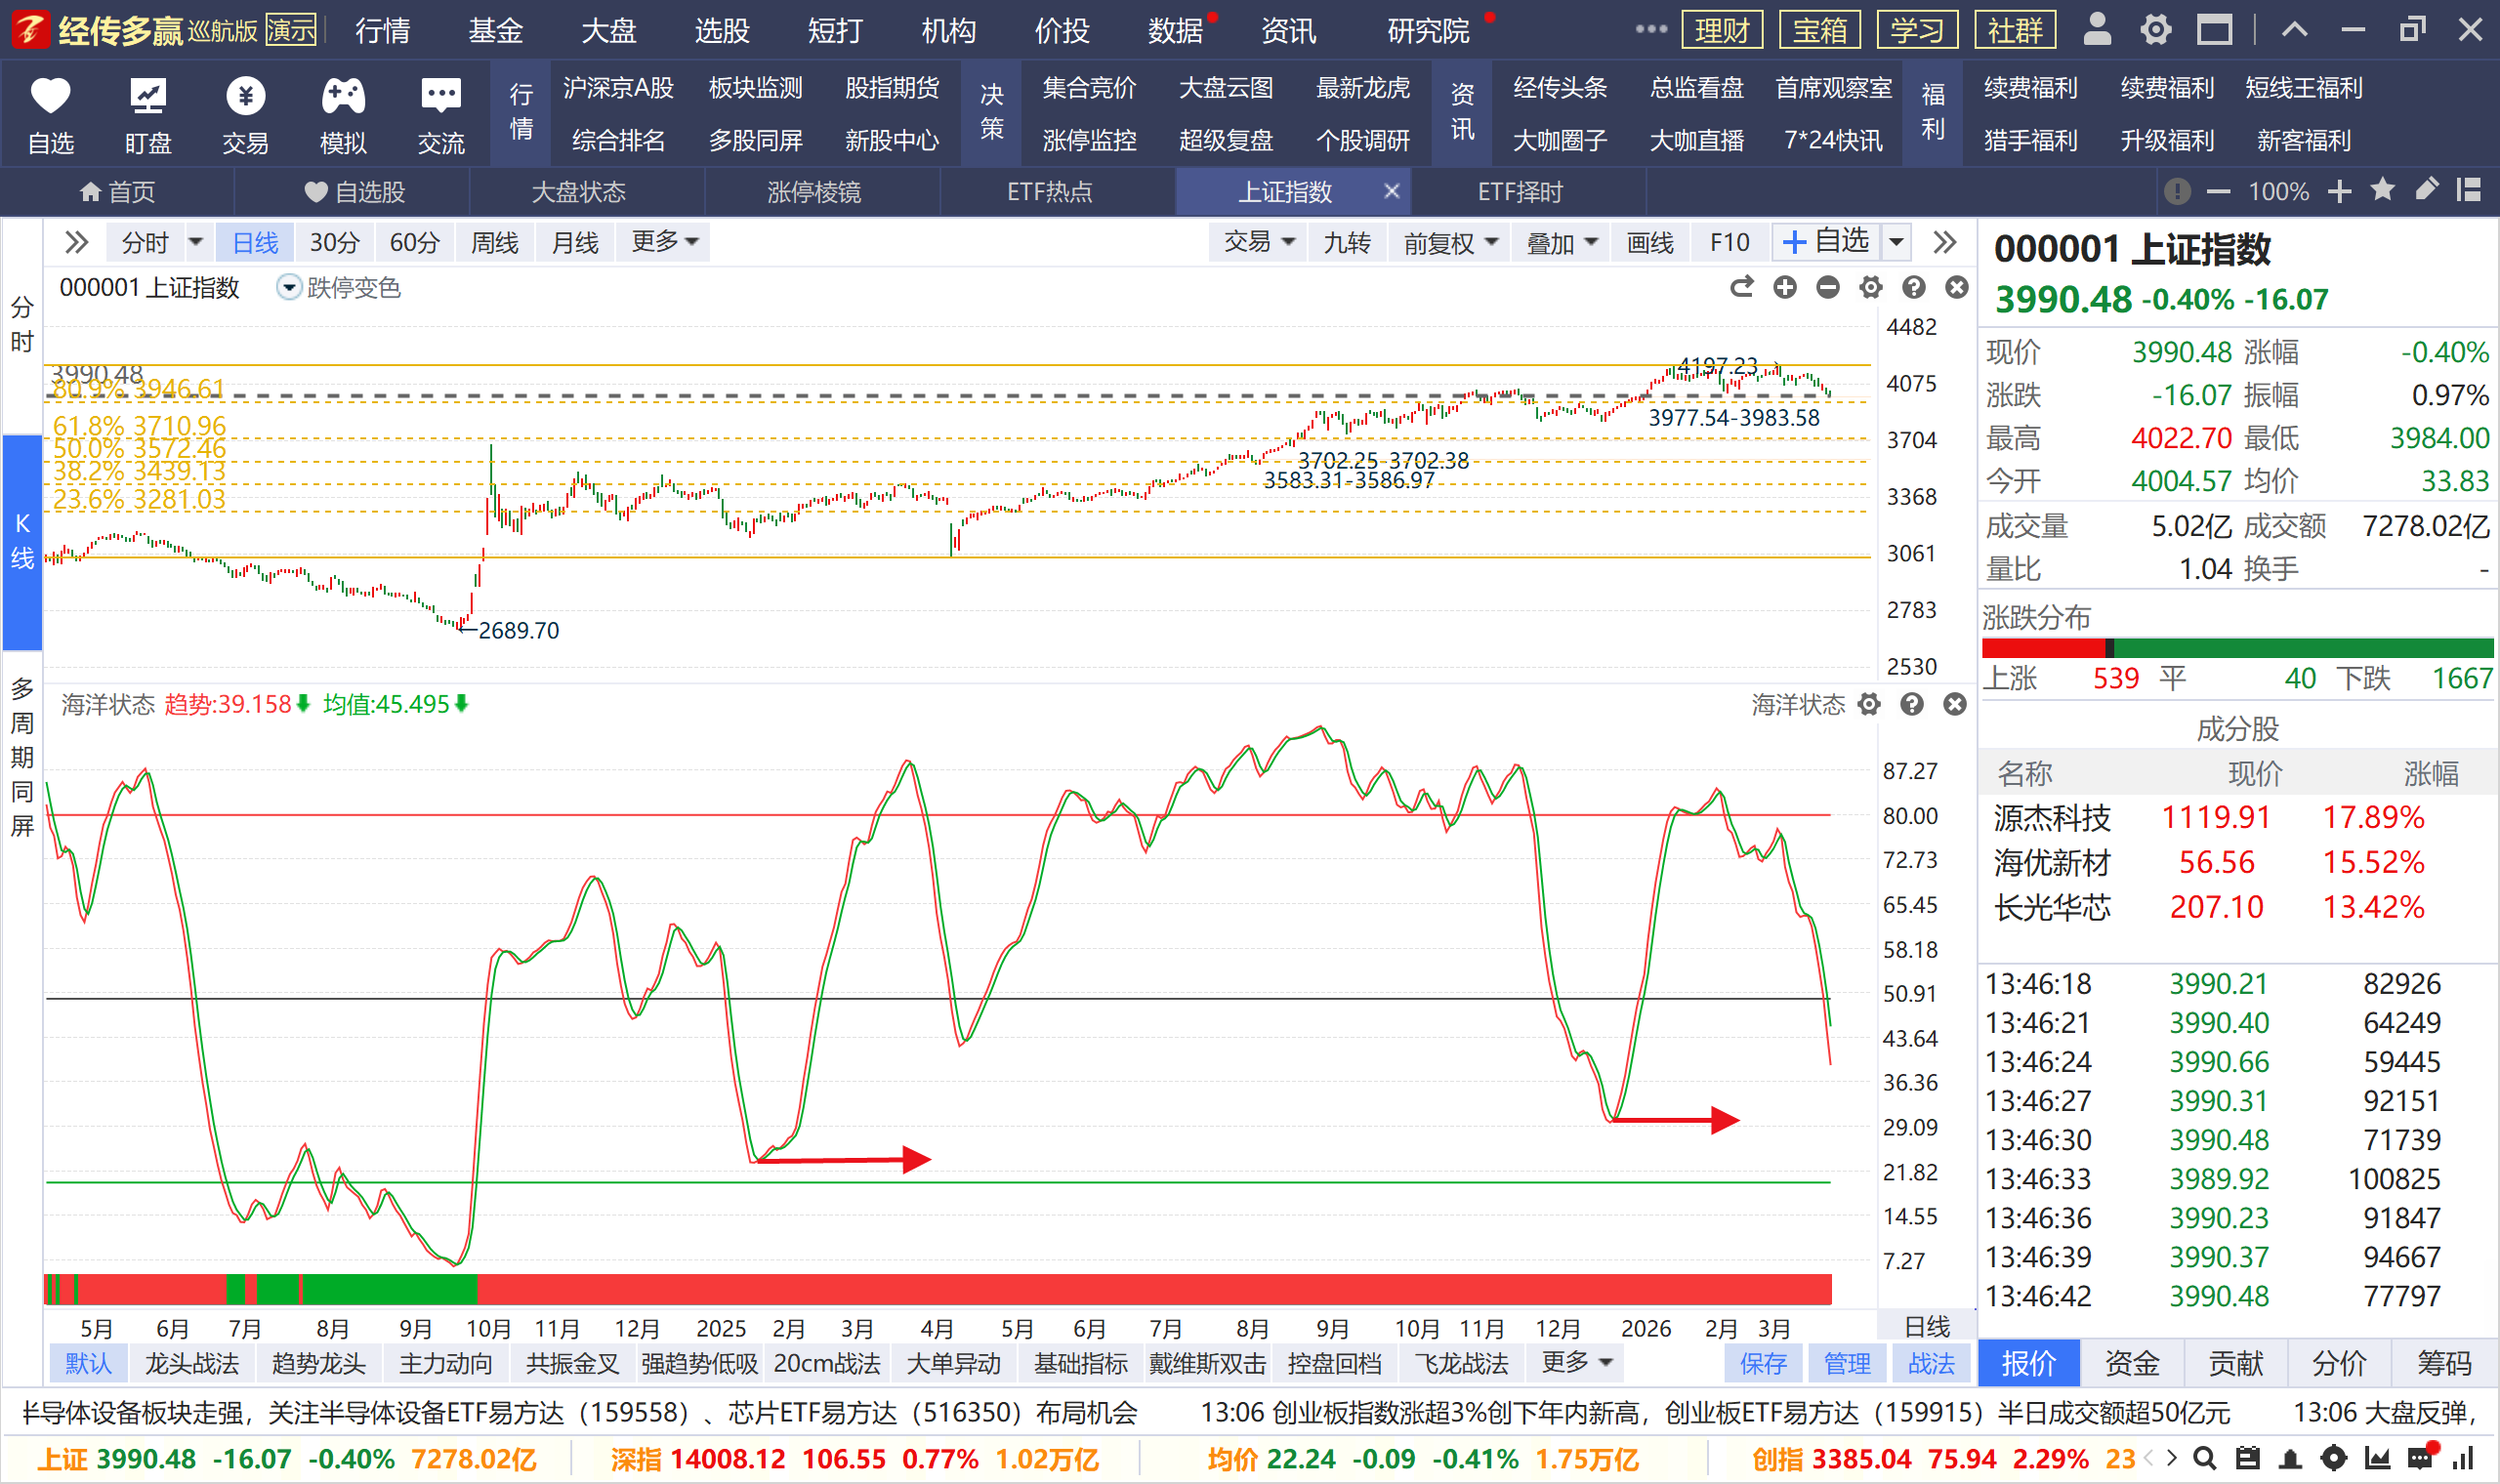 经传多赢 巡航版 演示 行情 基金 大盘 选股 短打 机构 价投 数据 资讯 研究院 理财 宝箱 学习 社群
自选 盯盘 交易 模拟 交流
行情 沪深京A股 板块监测 股指期货 决策 集合竞价 大盘云图 最新龙虎 资讯 经传头条 总监看盘 首席观察室 福利 续费福利 续费福利 短线王福利
综合排名 多股同屏 新股中心 涨停监控 超级复盘 个股调研 大咖圈子 大咖直播 7*24快讯 猎手福利 升级福利 新客福利
首页 自选股 大盘状态 涨停棱镜 ETF热点 上证指数 ETF择时 100%
分时 日线 30分 60分 周线 月线 更多 交易 九转 前复权 叠加 画线 F10 自选
分时
K线
多周期同屏
000001 上证指数 跌停变色
4482
4075
3704
3368
3061
2783
2530
3990.48
80.9% 3946.61
61.8% 3710.96
50.0% 3572.46
38.2% 3439.13
23.6% 3281.03
4197.23
3977.54-3983.58
3702.25-3702.38
3583.31-3586.97
2689.70
海洋状态 趋势:39.158 均值:45.495 海洋状态
87.27
80.00
72.73
65.45
58.18
50.91
43.64
36.36
29.09
21.82
14.55
7.27
5月 6月 7月 8月 9月 10月 11月 12月 2025 2月 3月 4月 5月 6月 7月 8月 9月 10月 11月 12月 2026 2月 3月 日线
默认 龙头战法 趋势龙头 主力动向 共振金叉 强趋势低吸 20cm战法 大单异动 基础指标 戴维斯双击 控盘回档 飞龙战法 更多 保存 管理 战法
000001 上证指数
3990.48 -0.40% -16.07
现价 3990.48 涨幅 -0.40%
涨跌 -16.07 振幅 0.97%
最高 4022.70 最低 3984.00
今开 4004.57 均价 33.83
成交量 5.02亿 成交额 7278.02亿
量比 1.04 换手 -
涨跌分布
上涨 539 平 40 下跌 1667
成分股
名称 现价 涨幅
源杰科技 1119.91 17.89%
海优新材 56.56 15.52%
长光华芯 207.10 13.42%
13:46:18 3990.21 82926
13:46:21 3990.40 64249
13:46:24 3990.66 59445
13:46:27 3990.31 92151
13:46:30 3990.48 71739
13:46:33 3989.92 100825
13:46:36 3990.23 91847
13:46:39 3990.37 94667
13:46:42 3990.48 77797
报价 资金 贡献 分价 筹码
半导体设备板块走强，关注半导体设备ETF易方达（159558）、芯片ETF易方达（516350）布局机会 13:06 创业板指数涨超3%创下年内新高，创业板ETF易方达（159915）半日成交额超50亿元 13:06 大盘反弹，
上证 3990.48 -16.07 -0.40% 7278.02亿 深指 14008.12 106.55 0.77% 1.02万亿 均价 22.24 -0.09 -0.41% 1.75万亿 创指 3385.04 75.94 2.29% 23